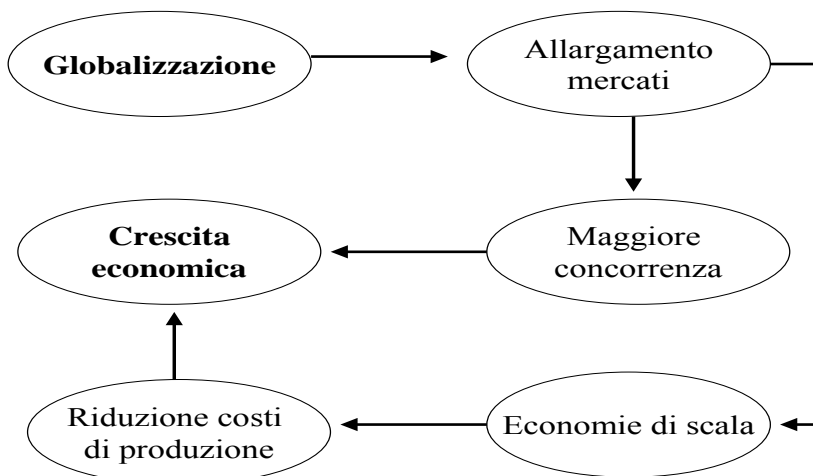 Globalizzazione
Allargamento
mercati
Crescita
economica
Maggiore
concorrenza
Riduzione costi
di produzione
Economie di scala